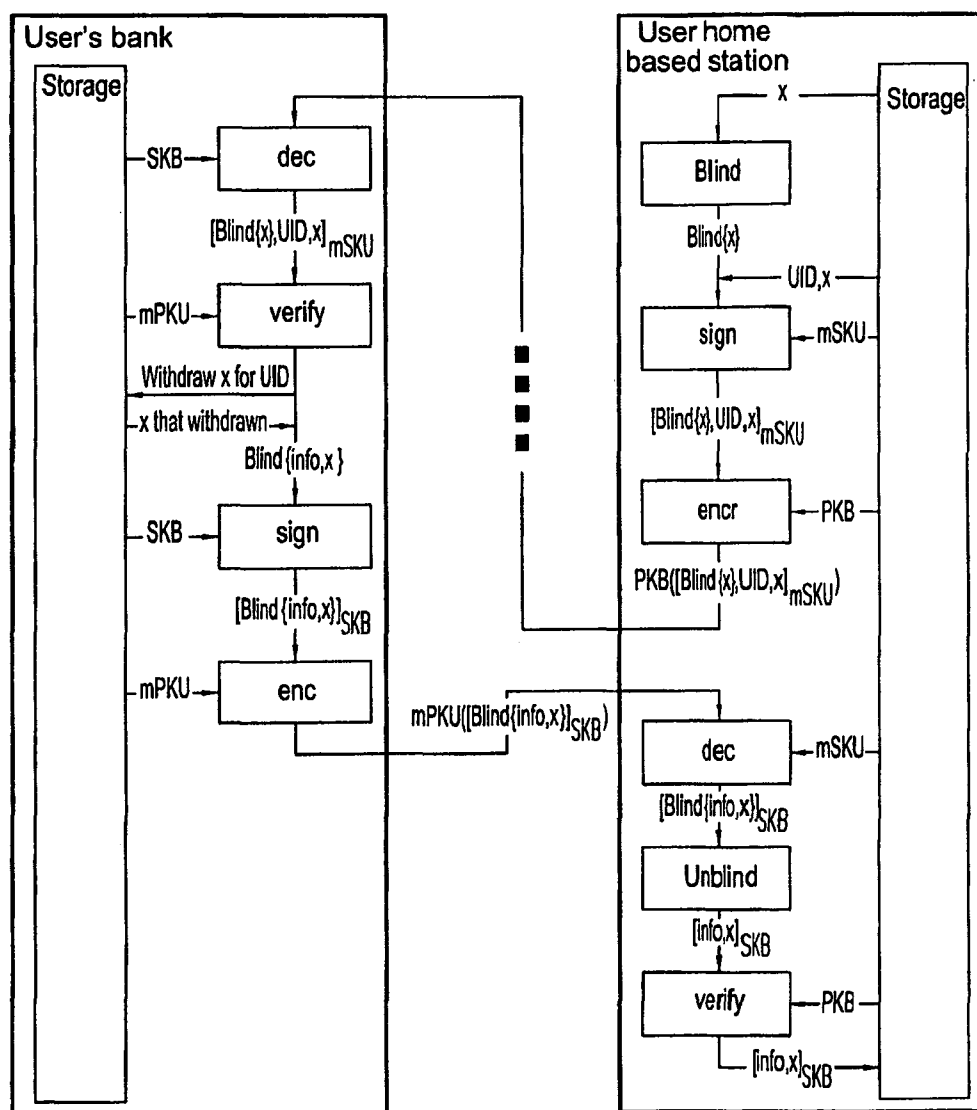 User's bank
Storage
SKB
dec
[Blind{x},UID,x]mSKU
mPKU
verify
Withdraw x for UID
x that withdrawn
Blind{info,x}
SKB
sign
[Blind{info,x}]SKB
mPKU
enc
mPKU([Blind{info,x}]SKB)
User home
based station
Storage
x
Blind
Blind{x}
UID,x
sign
mSKU
[Blind{x},UID,x]mSKU
encr
PKB
PKB([Blind{x},UID,x]mSKU)
dec
mSKU
[Blind{info,x}]SKB
Unblind
[info,x]SKB
verify
PKB
[info,x]SKB